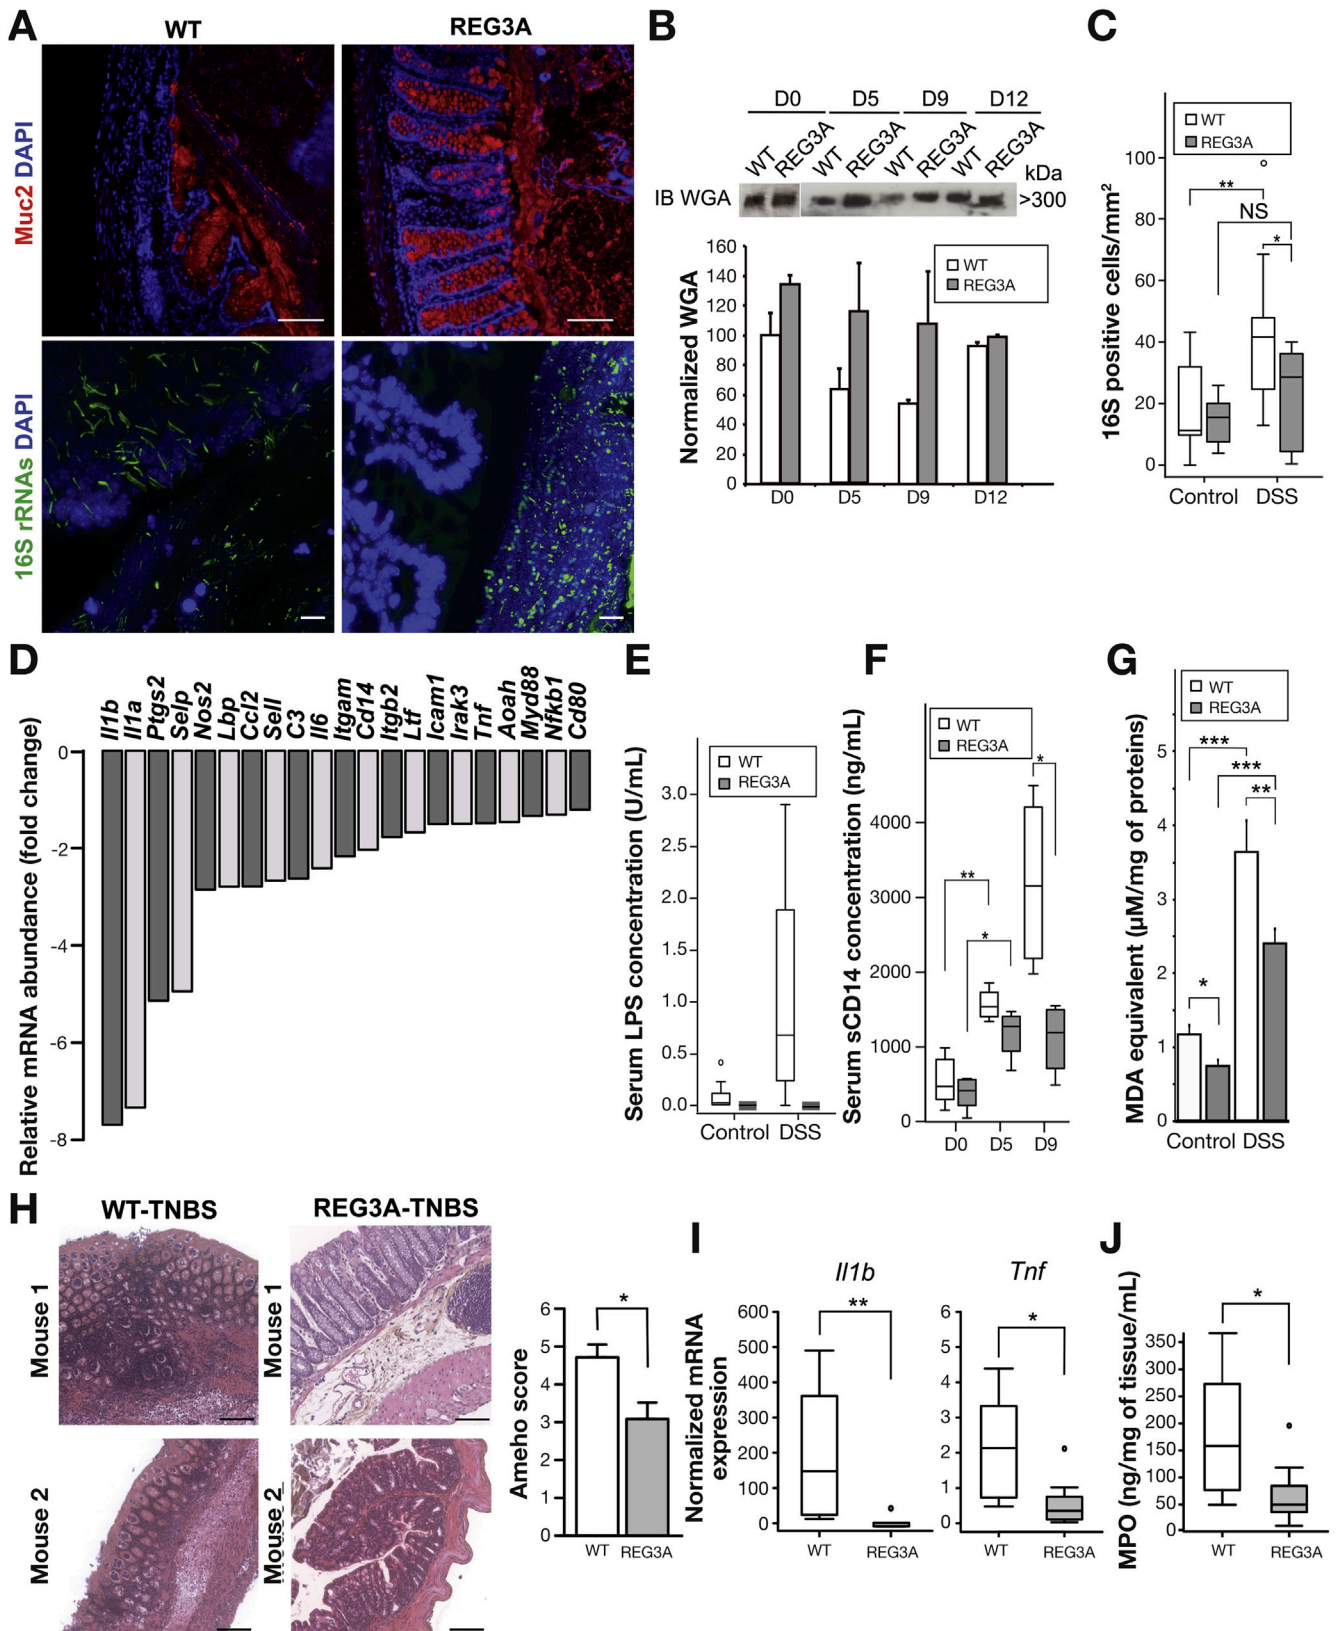 A
WT
REG3A
Muc2 DAPI
16S rRNAs DAPI
B
D0 D5 D9 D12
WT REG3A WT REG3A WT REG3A WT REG3A
kDa
IB WGA >300
Normalized WGA
160
140
120
100
80
60
40
20
0
WT
REG3A
D0 D5 D9 D12
C
WT
REG3A
16S positive cells/mm²
100
80
60
40
20
0
**
NS
*
Control DSS
D
Relative mRNA abundance (fold change)
Il1b Il1a Ptgs2 Selp Nos2 Lbp Ccl2 Sell C3 Il6 Itgam Cd14 Itgb2 Ltf Icam1 Irak3 Tnf Aoah Myd88 Nfkb1 Cd80
0
-2
-4
-6
-8
E
WT
REG3A
Serum LPS concentration (U/mL)
3.0
2.0
1.5
1.0
0.5
0.0
Control DSS
F
WT
REG3A
Serum sCD14 concentration (ng/mL)
4000
3000
2000
1000
0
**
*
*
D0 D5 D9
G
WT
REG3A
MDA equivalent (µM/mg of proteins)
5
4
3
2
1
0
***
***
**
*
Control DSS
H
WT-TNBS
REG3A-TNBS
Mouse 1
Mouse 1
Mouse 2
Mouse 2
Ameho score
6
5
4
3
2
1
0
*
WT REG3A
I
Il1b
Normalized mRNA
expression
600
500
400
300
200
100
0
**
WT REG3A
Tnf
6
5
4
3
2
1
0
*
WT REG3A
J
MPO (ng/mg of tissue/mL)
350
300
250
200
150
100
50
0
*
WT REG3A